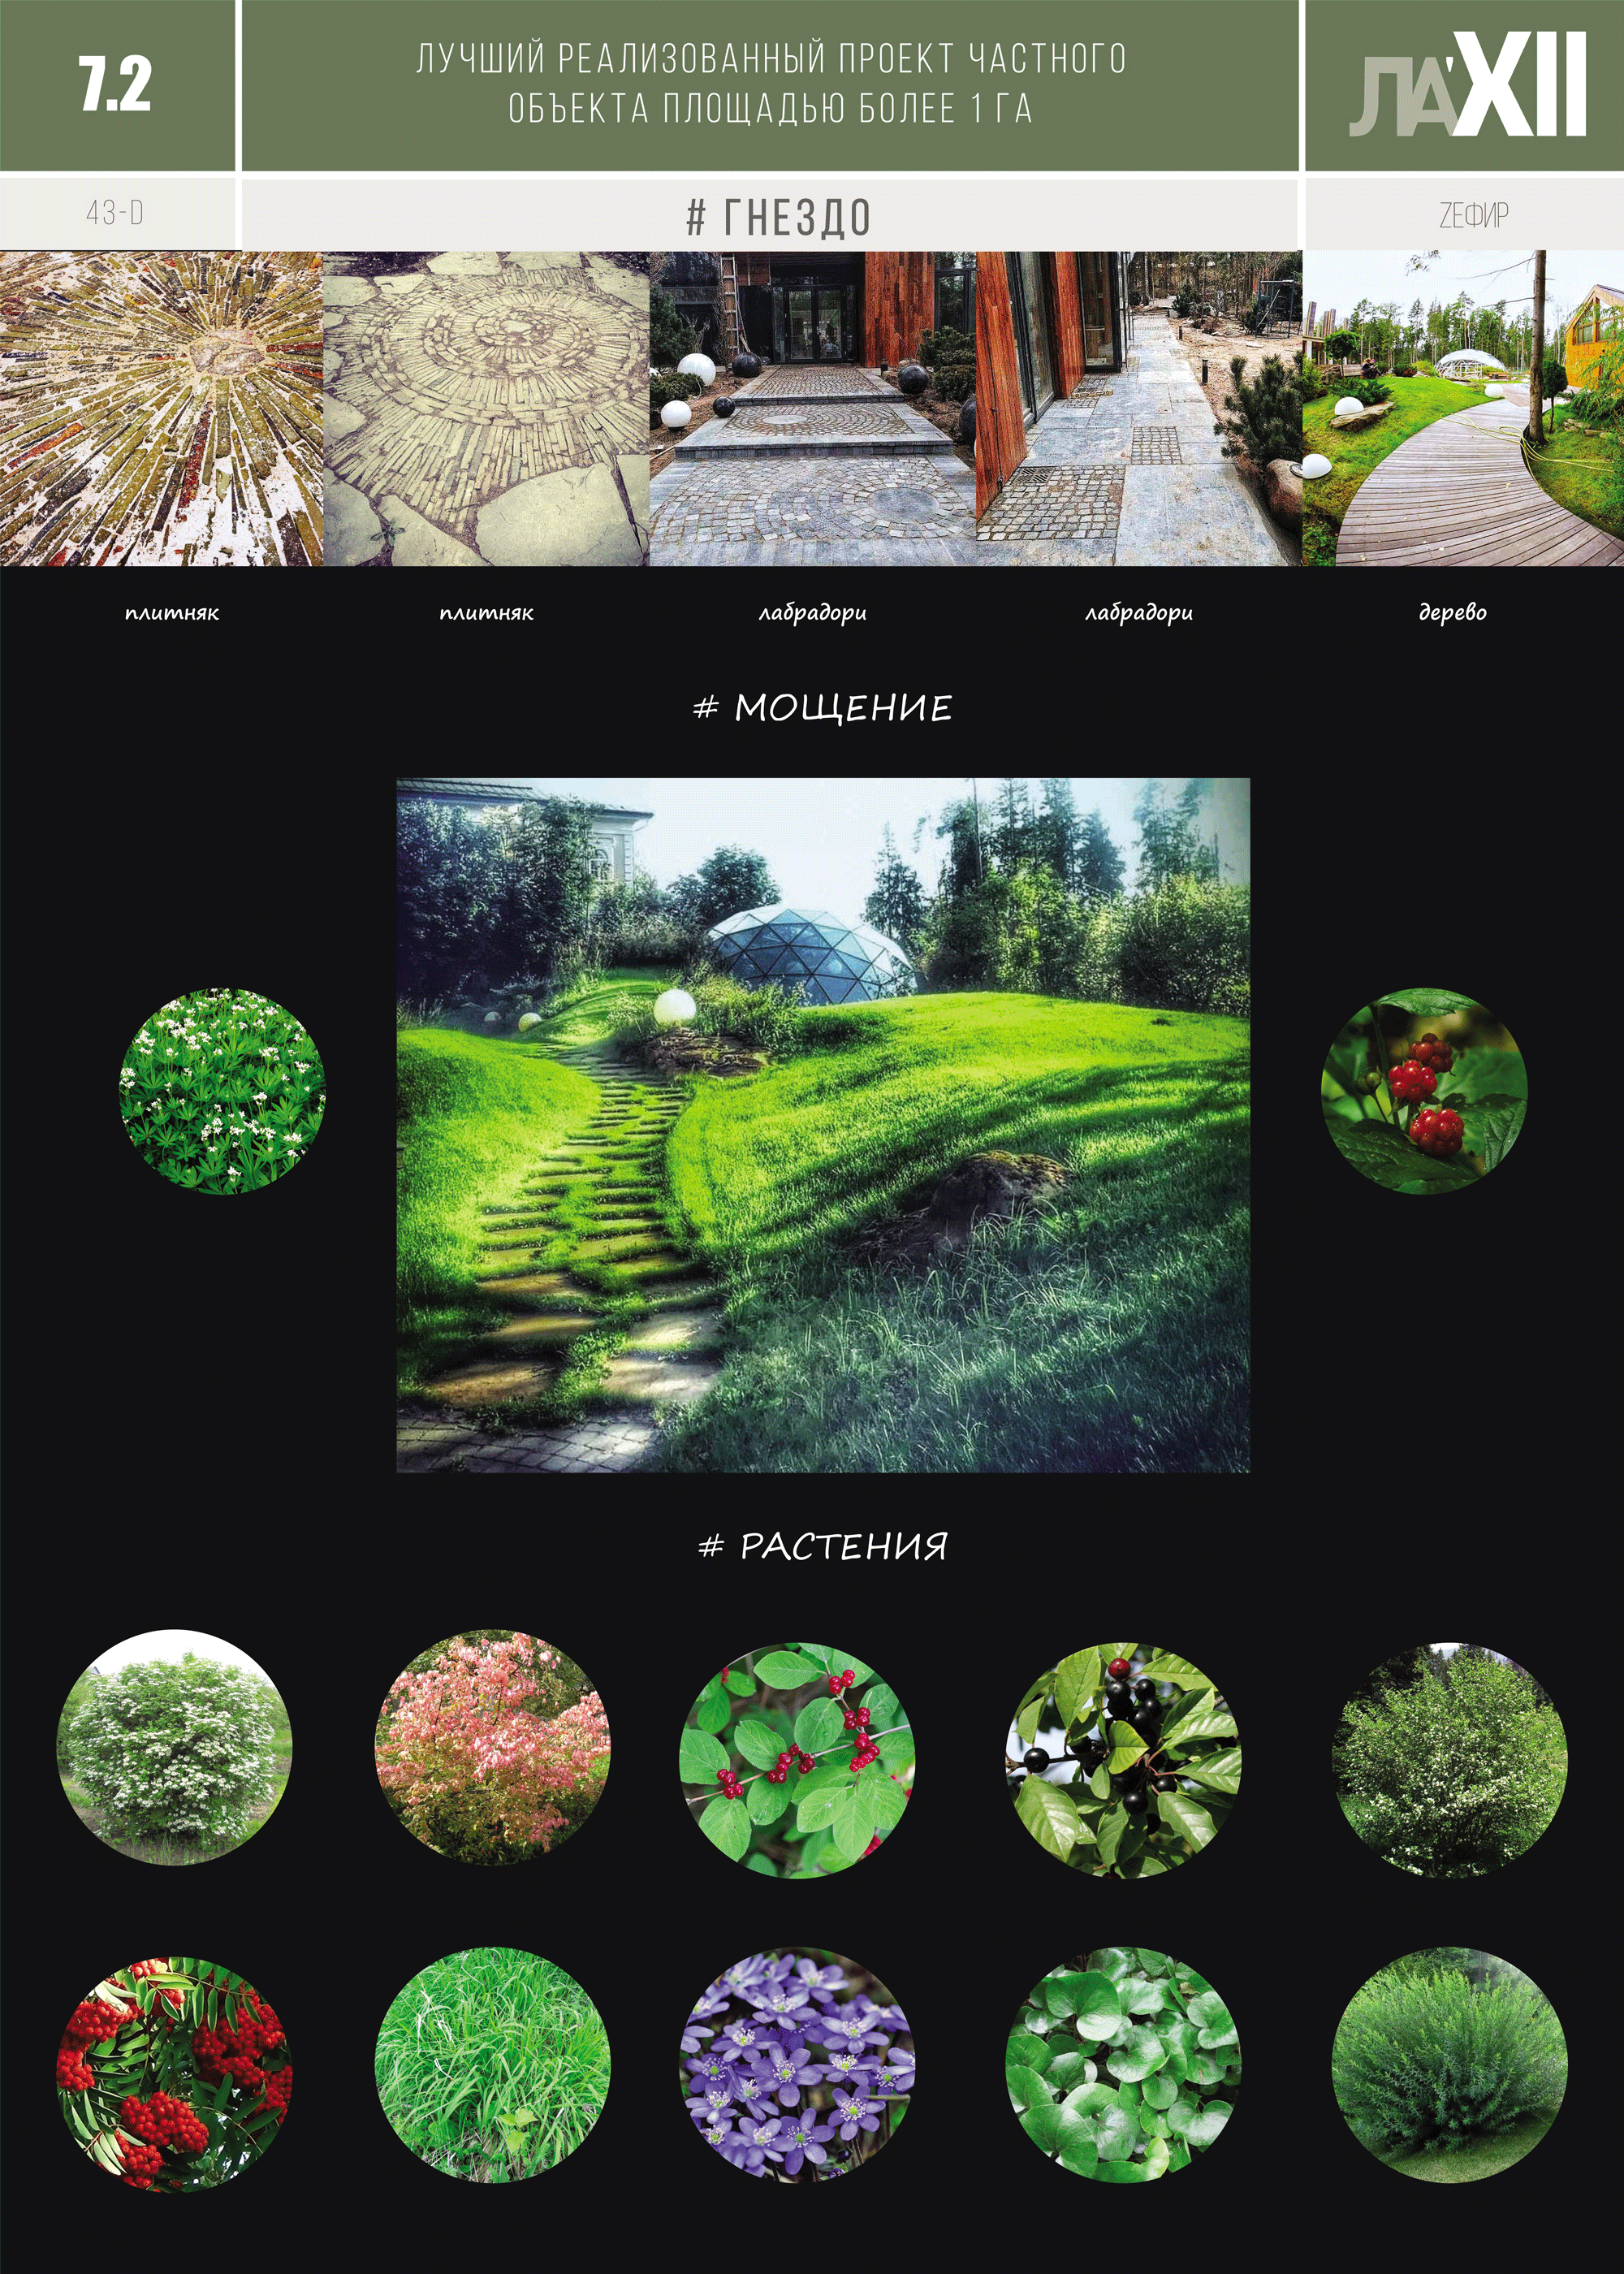 7.2
ЛУЧШИЙ РЕАЛИЗОВАННЫЙ ПРОЕКТ ЧАСТНОГО
ОБЪЕКТА ПЛОЩАДЬЮ БОЛЕЕ 1 ГА
ЛА'XII
43-D
# ГНЕЗДО
ZЕФИР
плитняк
плитняк
лабрадори
лабрадори
дерево
# МОЩЕНИЕ
# РАСТЕНИЯ